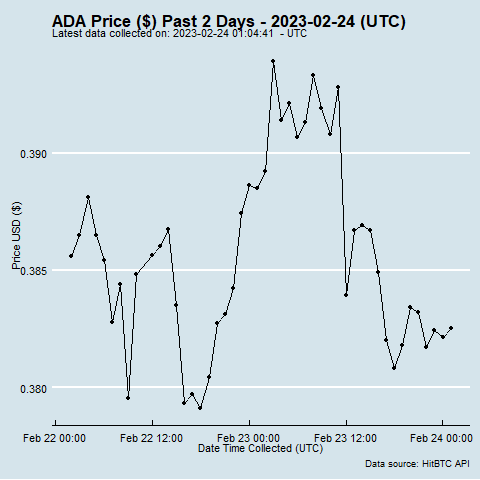 ADA Price ($) Past 2 Days - 2023-02-24 (UTC)
Latest data collected on: 2023-02-24 01:04:41 - UTC
Price USD ($)
0.390
0.385
0.380
Feb 22 00:00 Feb 22 12:00 Feb 23 00:00 Feb 23 12:00 Feb 24 00:00
Date Time Collected (UTC)
Data source: HitBTC API